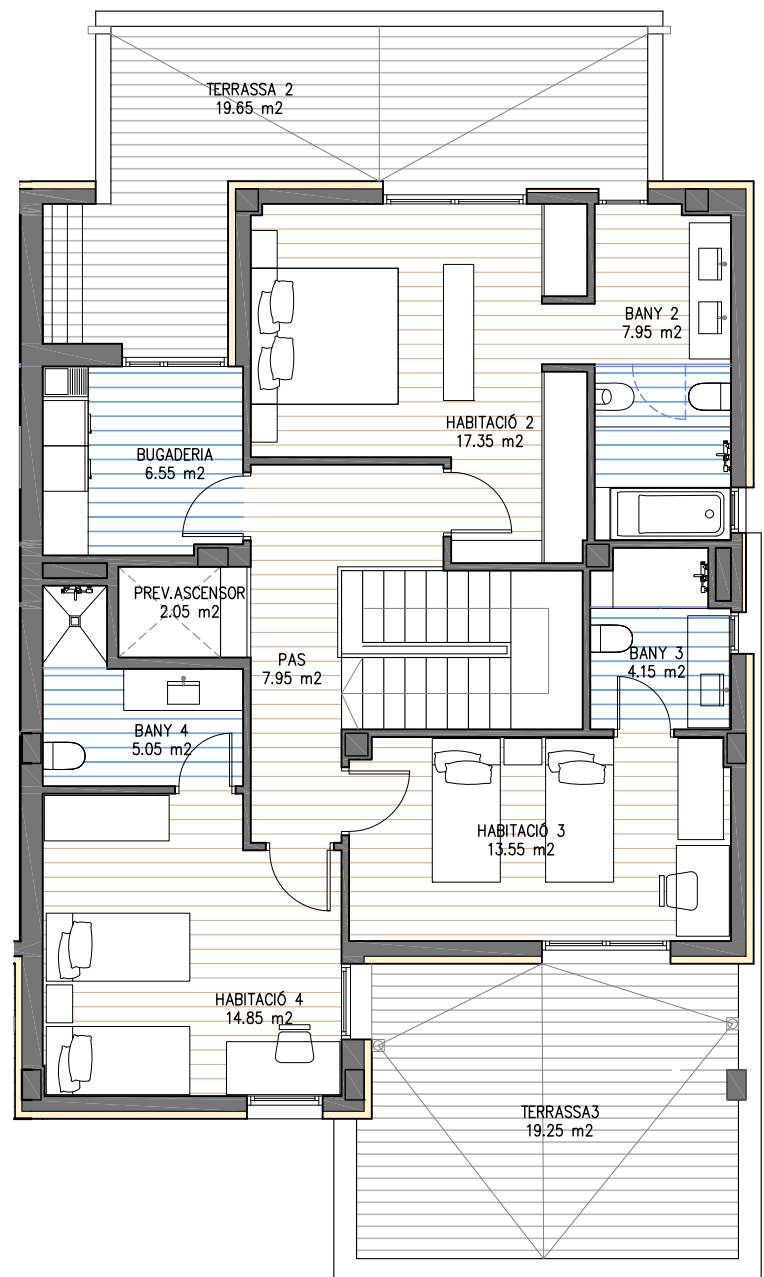 TERRASSA 2
19.65 m2
BANY 2
7.95 m2
HABITACIÓ 2
17.35 m2
BUGADERIA
6.55 m2
PREV.ASCENSOR
2.05 m2
PAS
7.95 m2
BANY 3
4.15 m2
BANY 4
5.05 m2
HABITACIÓ 3
13.55 m2
HABITACIÓ 4
14.85 m2
TERRASSA3
19.25 m2